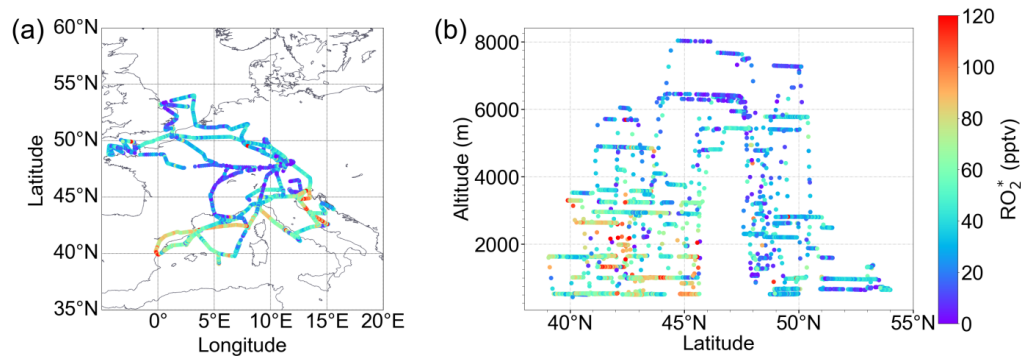 (a)
60°N
55°N
50°N
45°N
40°N
35°N
Latitude
0° 5°E 10°E 15°E 20°E
Longitude
(b)
8000
6000
4000
2000
Altitude (m)
40°N 45°N 50°N 55°N
Latitude
120
100
80
60
40
20
0
RO₂* (pptv)